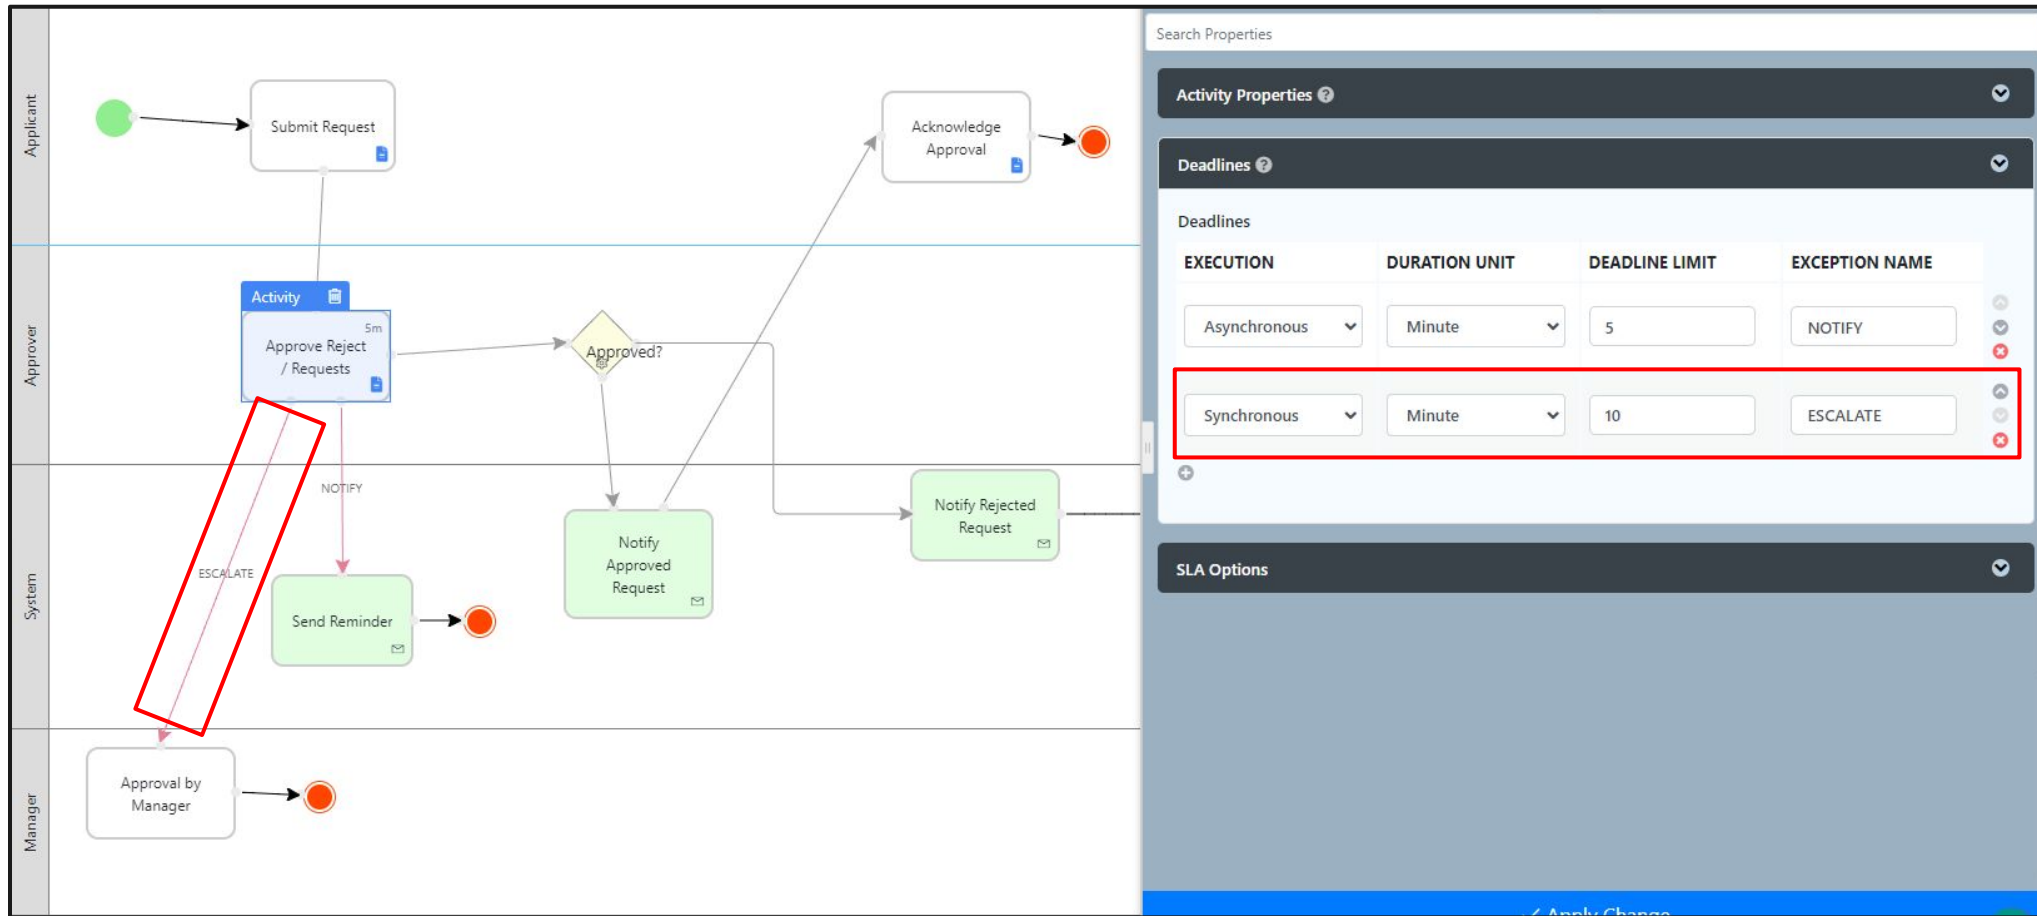 Applicant
Submit Request
Acknowledge
Approval
Approver
Activity
5m
Approve Reject
/ Requests
Approved?
System
NOTIFY
ESCALATE
Send Reminder
Notify
Approved
Request
Notify Rejected
Request
Manager
Approval by
Manager
Search Properties
Activity Properties
Deadlines
Deadlines
EXECUTION DURATION UNIT DEADLINE LIMIT EXCEPTION NAME
Asynchronous Minute 5 NOTIFY
Synchronous Minute 10 ESCALATE
SLA Options
Apply Change